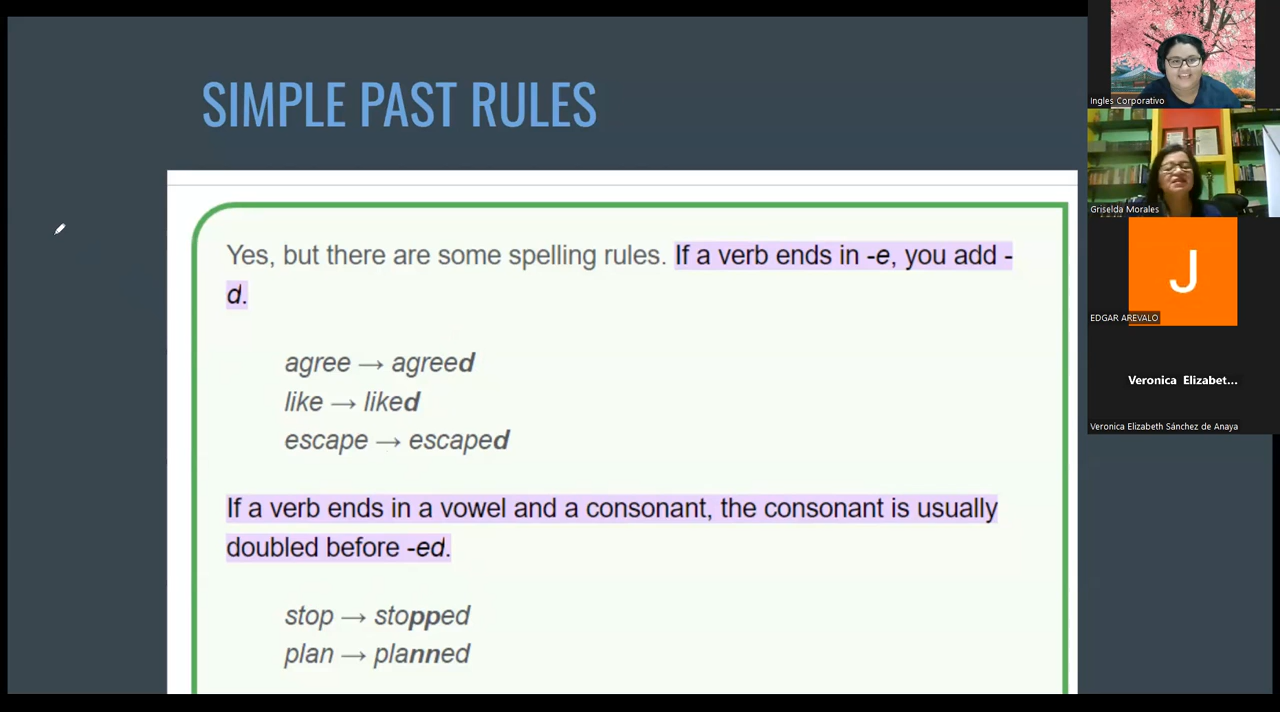 SIMPLE PAST RULES
Yes, but there are some spelling rules. If a verb ends in -e, you add -
d.
agree → agreed
like → liked
escape → escaped
If a verb ends in a vowel and a consonant, the consonant is usually
doubled before -ed.
stop → stopped
plan → planned
Ingles Corporativo
Griselda Morales
J
EDGAR AREVALO
Veronica Elizabet...
Veronica Elizabeth Sánchez de Anaya